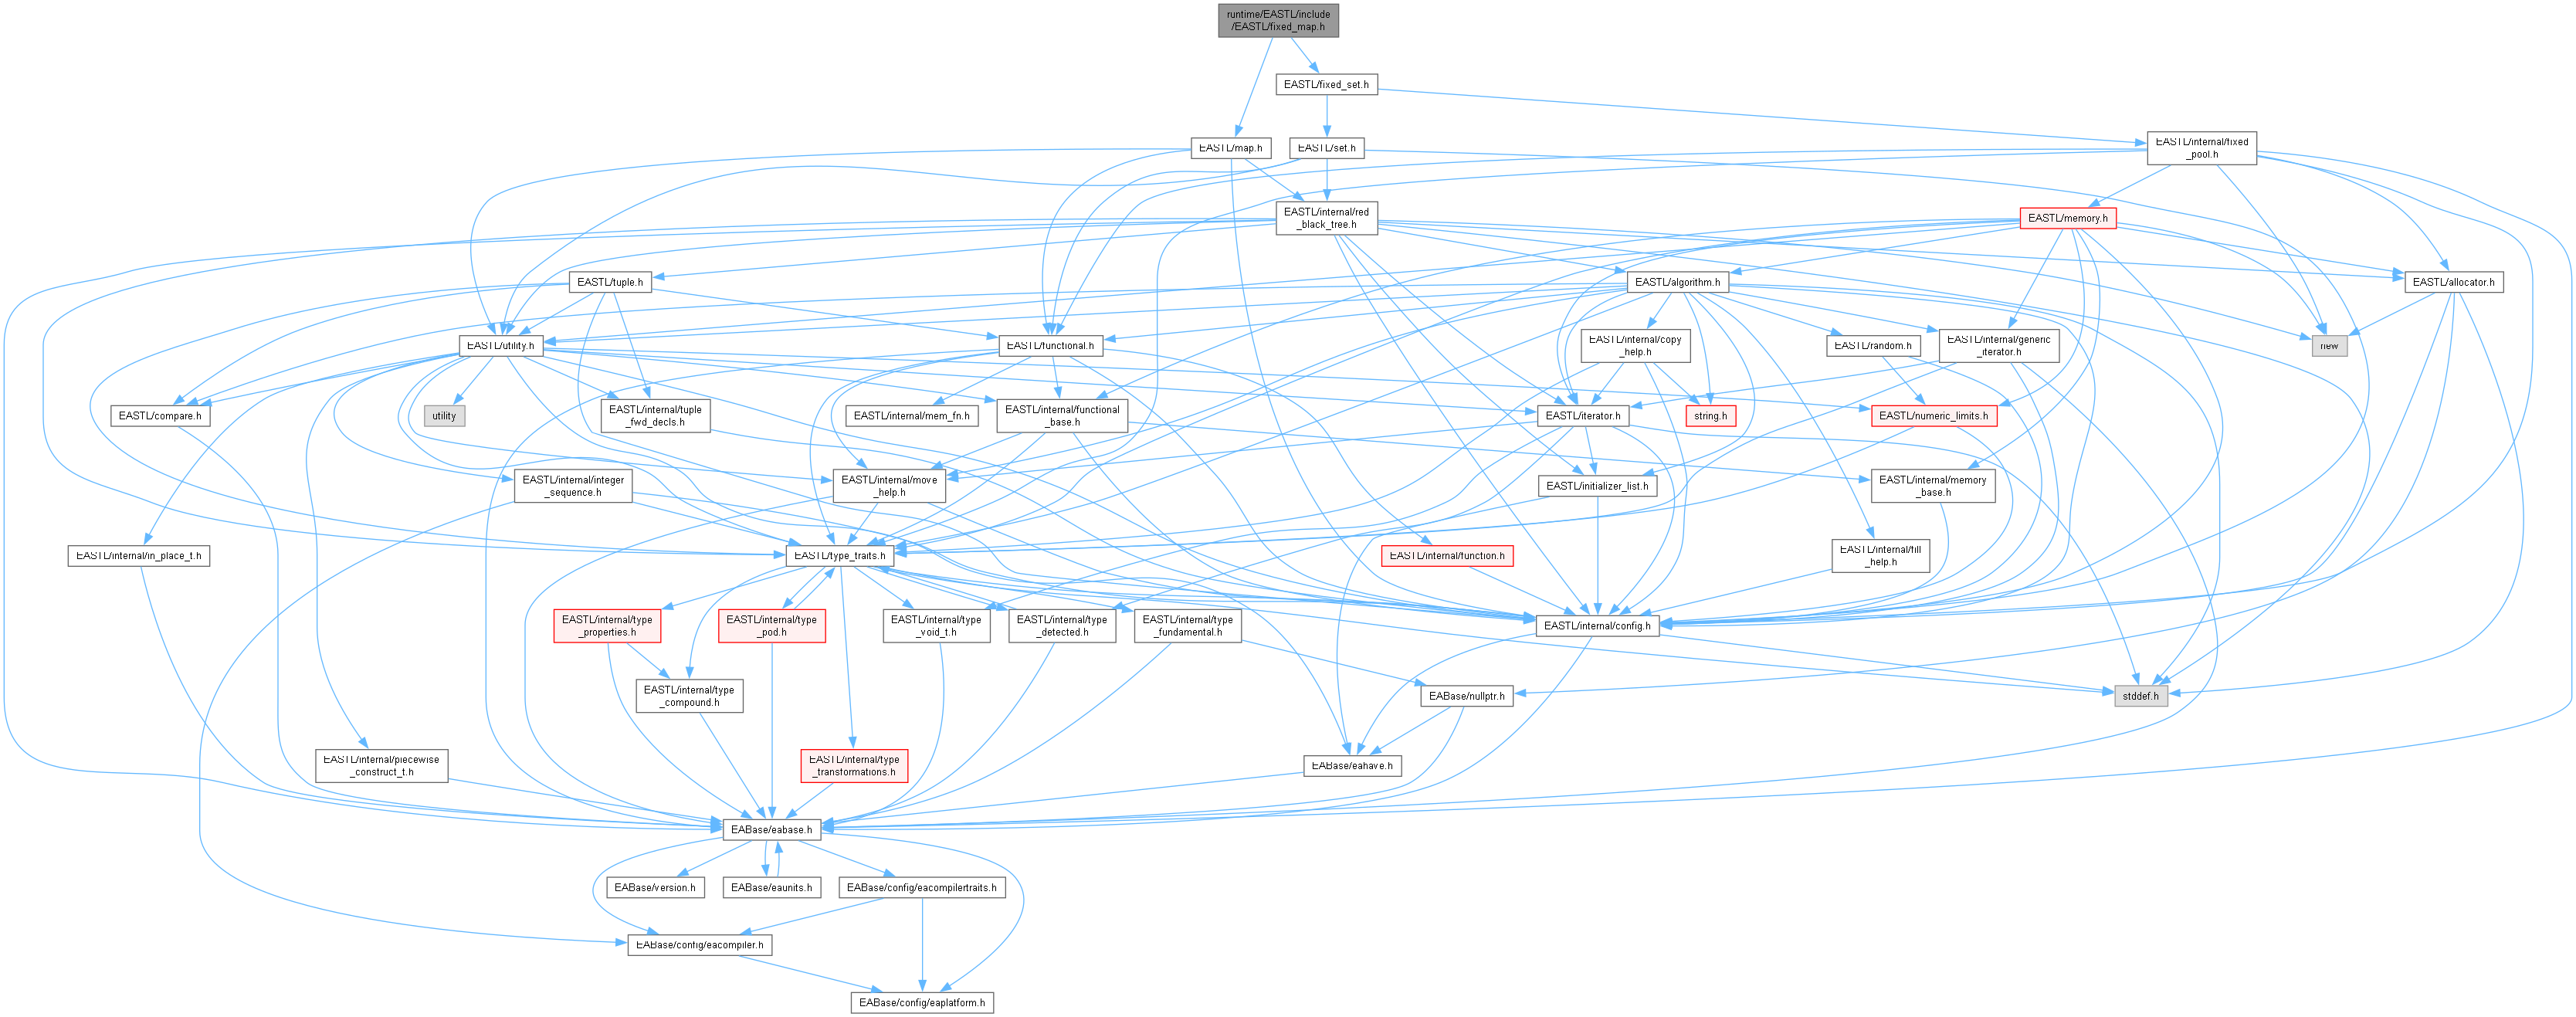 runtime/EASTL/include
/EASTL/fixed_map.h
EASTL/fixed_set.h
EASTL/map.h
EASTL/set.h
EASTL/internal/fixed
_pool.h
EASTL/internal/red
_black_tree.h
EASTL/memory.h
EASTL/tuple.h
EASTL/algorithm.h
EASTL/allocator.h
EASTL/utility.h
EASTL/functional.h
EASTL/internal/copy
_help.h
EASTL/random.h
EASTL/internal/generic
_iterator.h
new
EASTL/compare.h
utility
EASTL/internal/tuple
_fwd_decls.h
EASTL/internal/mem_fn.h
EASTL/internal/functional
_base.h
EASTL/iterator.h
string.h
EASTL/numeric_limits.h
EASTL/internal/integer
_sequence.h
EASTL/internal/move
_help.h
EASTL/initializer_list.h
EASTL/internal/memory
_base.h
EASTL/internal/in_place_t.h
EASTL/type_traits.h
EASTL/internal/function.h
EASTL/internal/fill
_help.h
EASTL/internal/type
_properties.h
EASTL/internal/type
_pod.h
EASTL/internal/type
_void_t.h
EASTL/internal/type
_detected.h
EASTL/internal/type
_fundamental.h
EASTL/internal/config.h
EASTL/internal/type
_compound.h
EABase/nullptr.h
stddef.h
EASTL/internal/piecewise
_construct_t.h
EASTL/internal/type
_transformations.h
EABase/eahave.h
EABase/eabase.h
EABase/version.h
EABase/eaunits.h
EABase/config/eacompilertraits.h
EABase/config/eacompiler.h
EABase/config/eaplatform.h